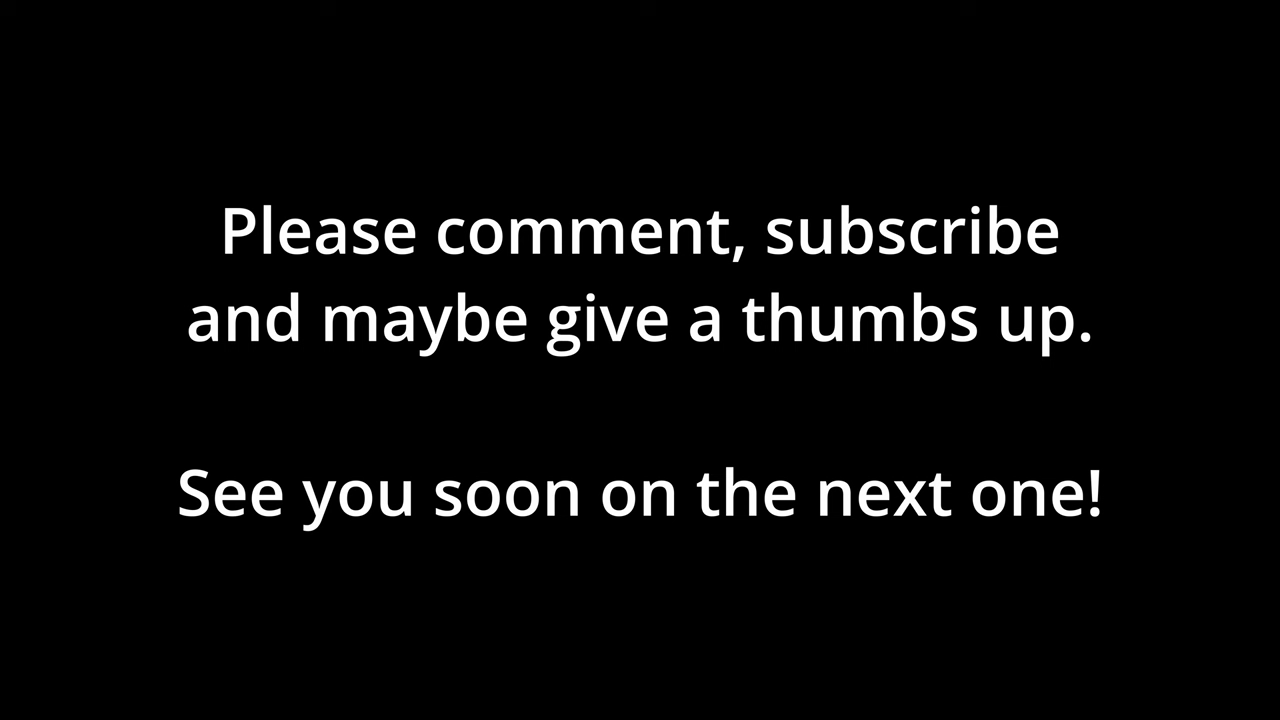 Please comment, subscribe
and maybe give a thumbs up.
See you soon on the next one!